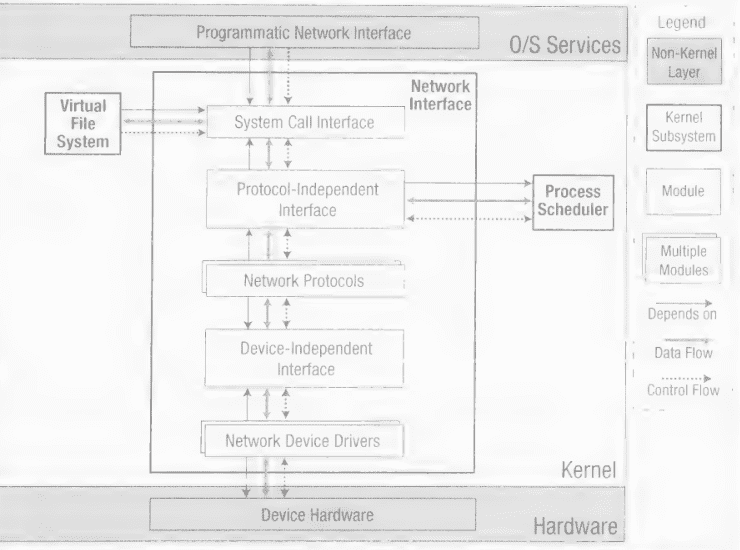 Programmatic Network Interface
O/S Services
Network
Interface
Virtual
File
System
System Call Interface
Protocol-Independent
Interface
Process
Scheduler
Network Protocols
Device-Independent
Interface
Network Device Drivers
Kernel
Device Hardware
Hardware
Legend
Non-Kernel
Layer
Kernel
Subsystem
Module
Multiple
Modules
Depends on
Data Flow
Control Flow